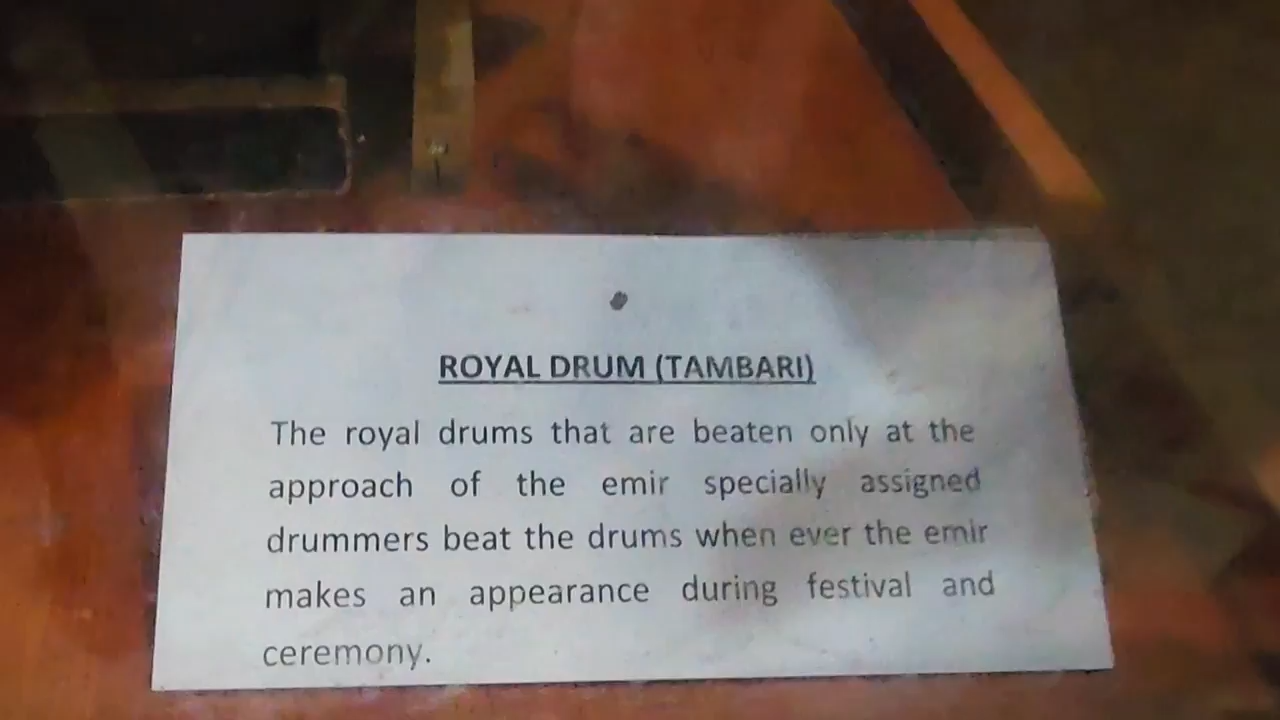 ROYAL DRUM (TAMBARI)
The royal drums that are beaten only at the
approach of the emir specially assigned
drummers beat the drums when ever the emir
makes an appearance during festival and
ceremony.